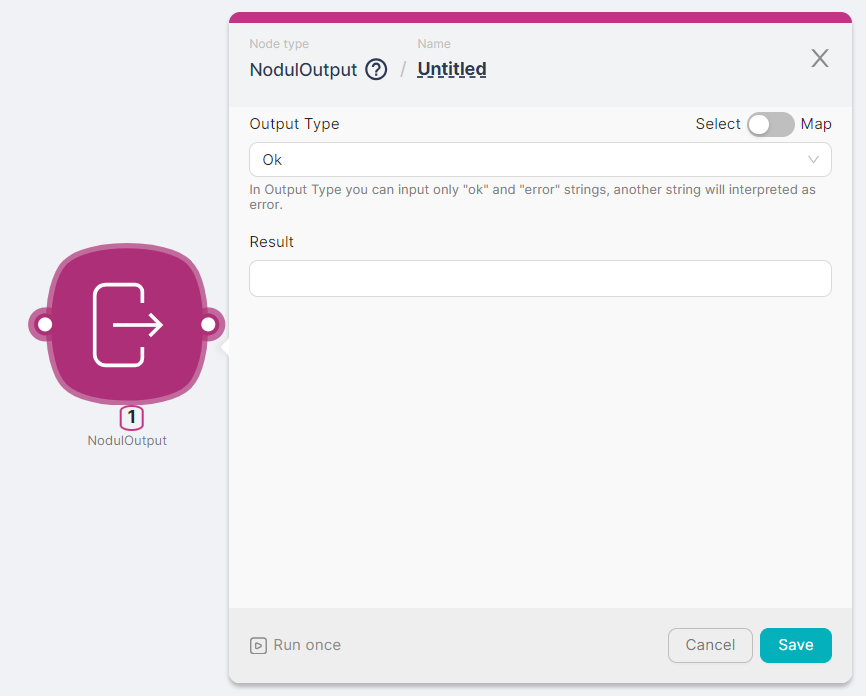 Node type
Name
NodulOutput ? / Untitled
X
Output Type
Select Map
Ok
In Output Type you can input only "ok" and "error" strings, another string will interpreted as
error.
Result
1
NodulOutput
Run once
Cancel
Save